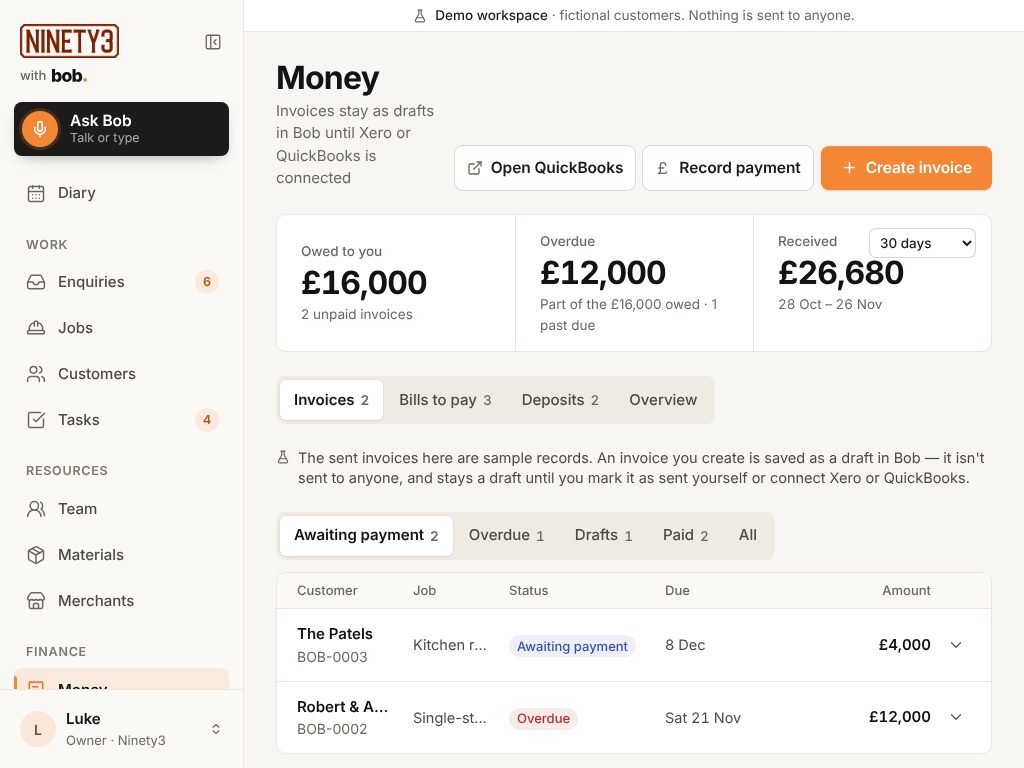 Demo workspace · fictional customers. Nothing is sent to anyone.
NINETY3
with bob.
Ask Bob
Talk or type
Diary
WORK
Enquiries 6
Jobs
Customers
Tasks 4
RESOURCES
Team
Materials
Merchants
FINANCE
Money
L
Luke
Owner · Ninety3
Money
Invoices stay as drafts
in Bob until Xero or
QuickBooks is
connected
Open QuickBooks
£ Record payment
+ Create invoice
Owed to you
£16,000
2 unpaid invoices
Overdue
£12,000
Part of the £16,000 owed · 1
past due
Received 30 days
£26,680
28 Oct – 26 Nov
Invoices 2 Bills to pay 3 Deposits 2 Overview
The sent invoices here are sample records. An invoice you create is saved as a draft in Bob — it isn't
sent to anyone, and stays a draft until you mark it as sent yourself or connect Xero or QuickBooks.
Awaiting payment 2 Overdue 1 Drafts 1 Paid 2 All
Customer Job Status Due Amount
The Patels
BOB-0003
Kitchen r... Awaiting payment 8 Dec £4,000
Robert & A...
BOB-0002
Single-st... Overdue Sat 21 Nov £12,000